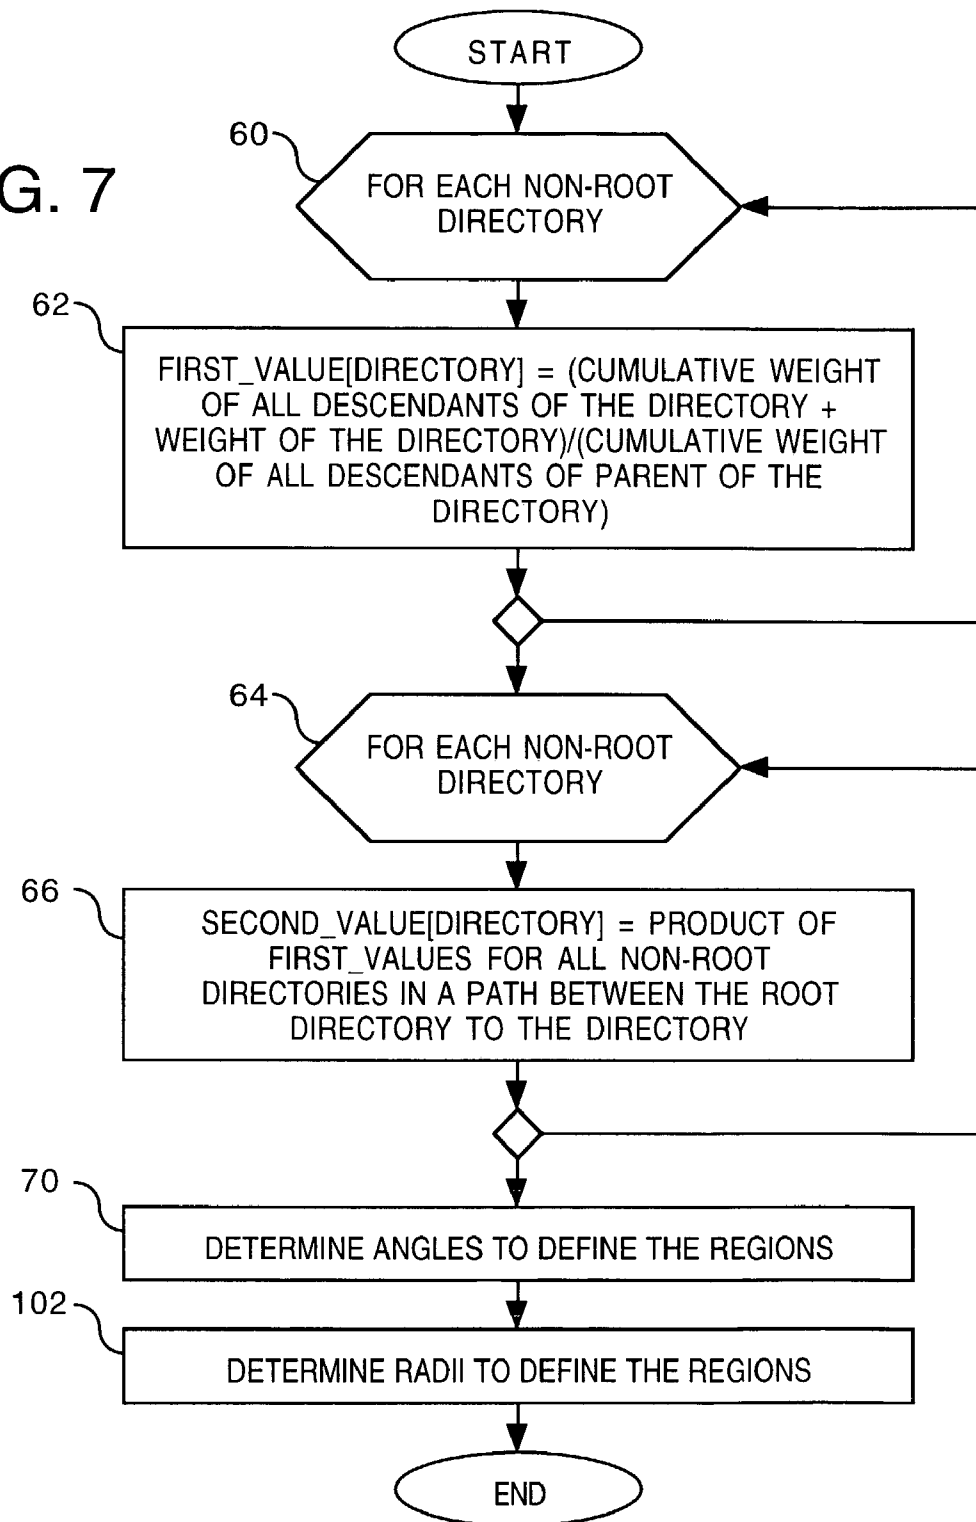 START
60
FOR EACH NON-ROOT
DIRECTORY
G. 7
62
FIRST_VALUE[DIRECTORY] = (CUMULATIVE WEIGHT
OF ALL DESCENDANTS OF THE DIRECTORY +
WEIGHT OF THE DIRECTORY)/(CUMULATIVE WEIGHT
OF ALL DESCENDANTS OF PARENT OF THE
DIRECTORY)
64
FOR EACH NON-ROOT
DIRECTORY
66
SECOND_VALUE[DIRECTORY] = PRODUCT OF
FIRST_VALUES FOR ALL NON-ROOT
DIRECTORIES IN A PATH BETWEEN THE ROOT
DIRECTORY TO THE DIRECTORY
70
DETERMINE ANGLES TO DEFINE THE REGIONS
102
DETERMINE RADII TO DEFINE THE REGIONS
END